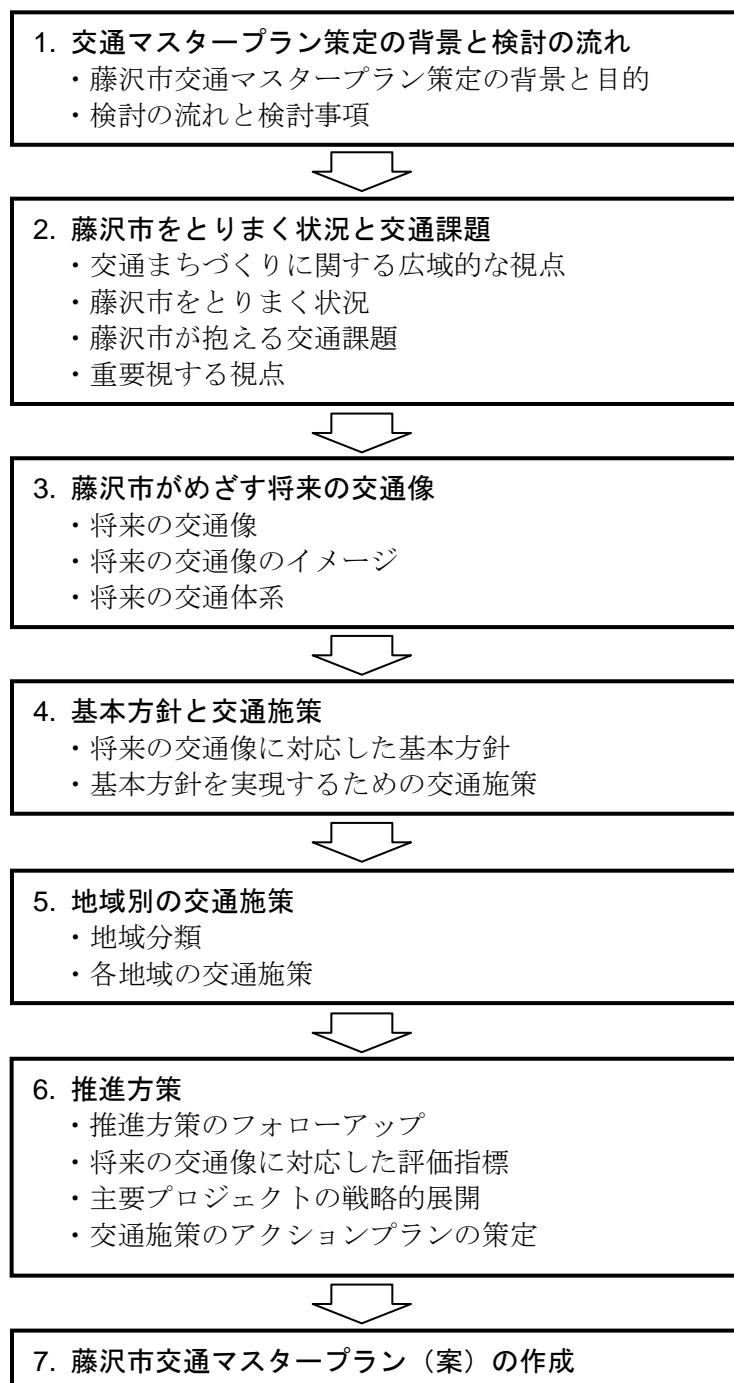 1. 交通マスタープラン策定の背景と検討の流れ
・藤沢市交通マスタープラン策定の背景と目的
・検討の流れと検討事項
2. 藤沢市をとりまく状況と交通課題
・交通まちづくりに関する広域的な視点
・藤沢市をとりまく状況
・藤沢市が抱える交通課題
・重要視する視点
3. 藤沢市がめざす将来の交通像
・将来の交通像
・将来の交通像のイメージ
・将来の交通体系
4. 基本方針と交通施策
・将来の交通像に対応した基本方針
・基本方針を実現するための交通施策
5. 地域別の交通施策
・地域分類
・各地域の交通施策
6. 推進方策
・推進方策のフォローアップ
・将来の交通像に対応した評価指標
・主要プロジェクトの戦略的展開
・交通施策のアクションプランの策定
7. 藤沢市交通マスタープラン（案）の作成